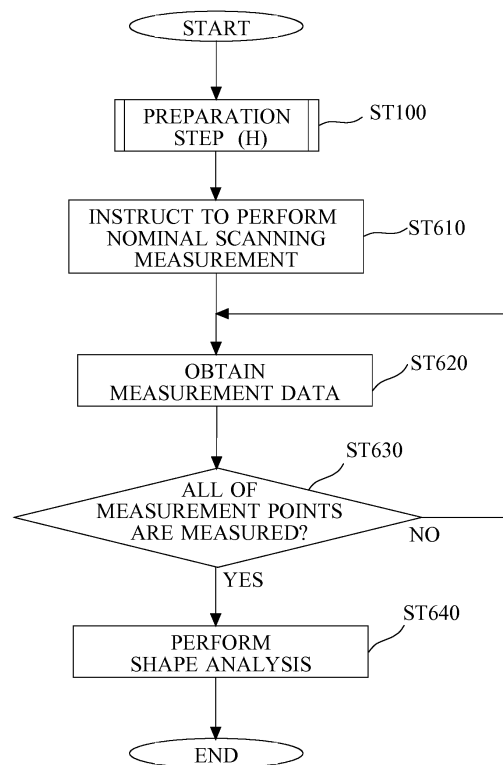 START
PREPARATION
STEP (H)
ST100
INSTRUCT TO PERFORM
NOMINAL SCANNING
MEASUREMENT
ST610
OBTAIN
MEASUREMENT DATA
ST620
ST630
ALL OF
MEASUREMENT POINTS
ARE MEASURED?
NO
YES
PERFORM
SHAPE ANALYSIS
ST640
END